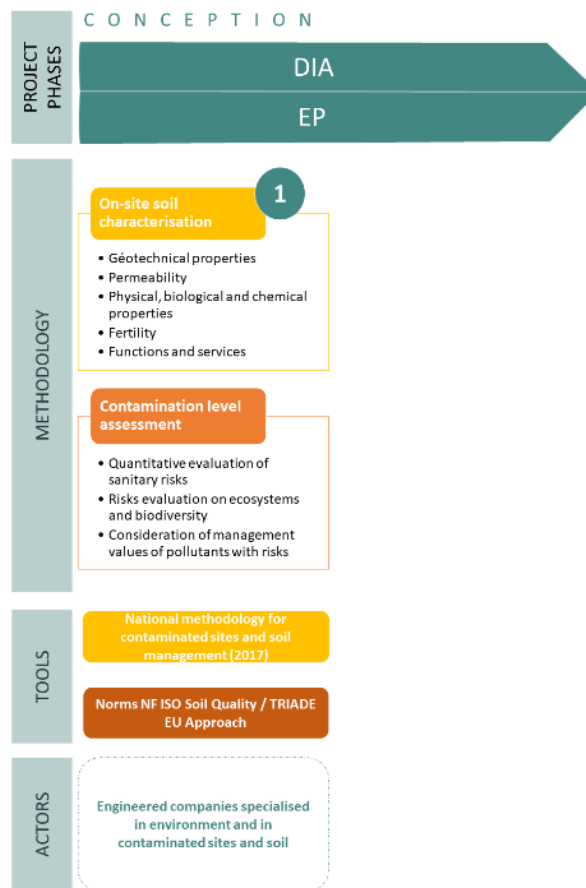 CONCEPTION
PROJECT
PHASES
DIA
EP
METHODOLOGY
1
On-site soil
characterisation
• Géotechnical properties
• Permeability
• Physical, biological and chemical
properties
• Fertility
• Functions and services
Contamination level
assessment
• Quantitative evaluation of
sanitary risks
• Risks evaluation on ecosystems
and biodiversity
• Consideration of management
values of pollutants with risks
TOOLS
National methodology for
contaminated sites and soil
management (2017)
Norms NF ISO Soil Quality / TRIADE
EU Approach
ACTORS
Engineered companies specialised
in environment and in
contaminated sites and soil